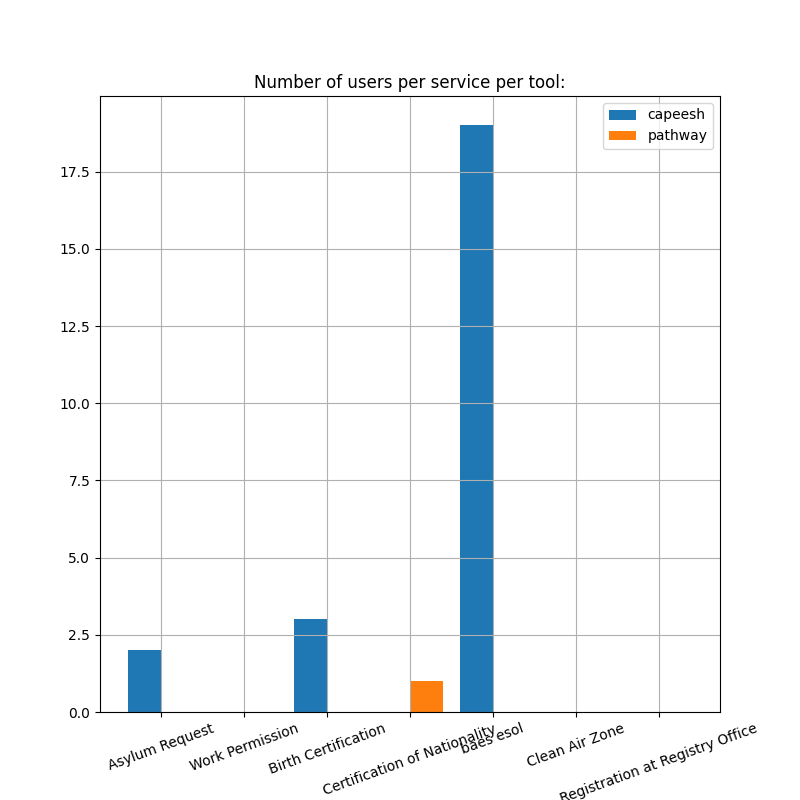 Number of users per service per tool:
capeesh
pathway
17.5
15.0
12.5
10.0
7.5
5.0
2.5
0.0
Asylum Request
Work Permission
Birth Certification
Certification of Nationality
baes esol
Clean Air Zone
Registration at Registry Office